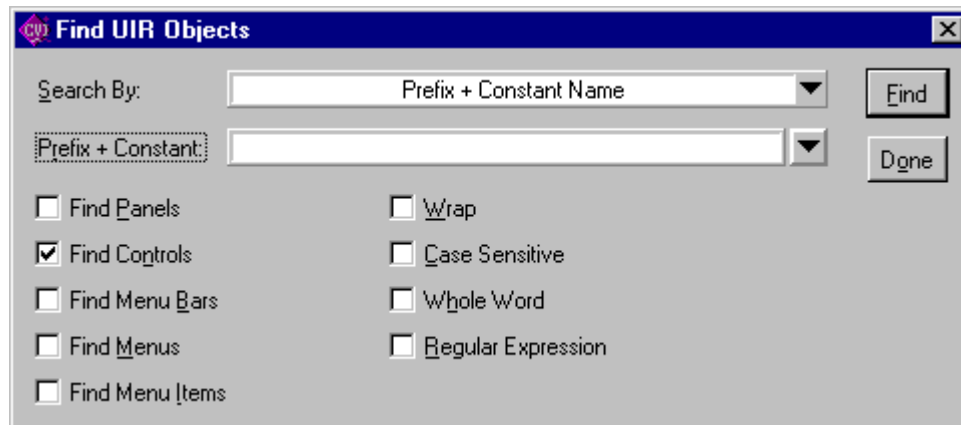 CVI Find UIR Objects
Search By: Prefix + Constant Name Find
Prefix + Constant: Done
Find Panels Wrap
Find Controls Case Sensitive
Find Menu Bars Whole Word
Find Menus Regular Expression
Find Menu Items